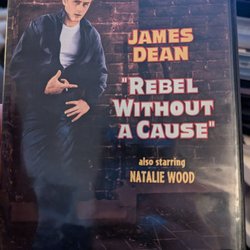 JAMES
DEAN
"REBEL
WITHOUT
A CAUSE"
also starring
NATALIE WOOD